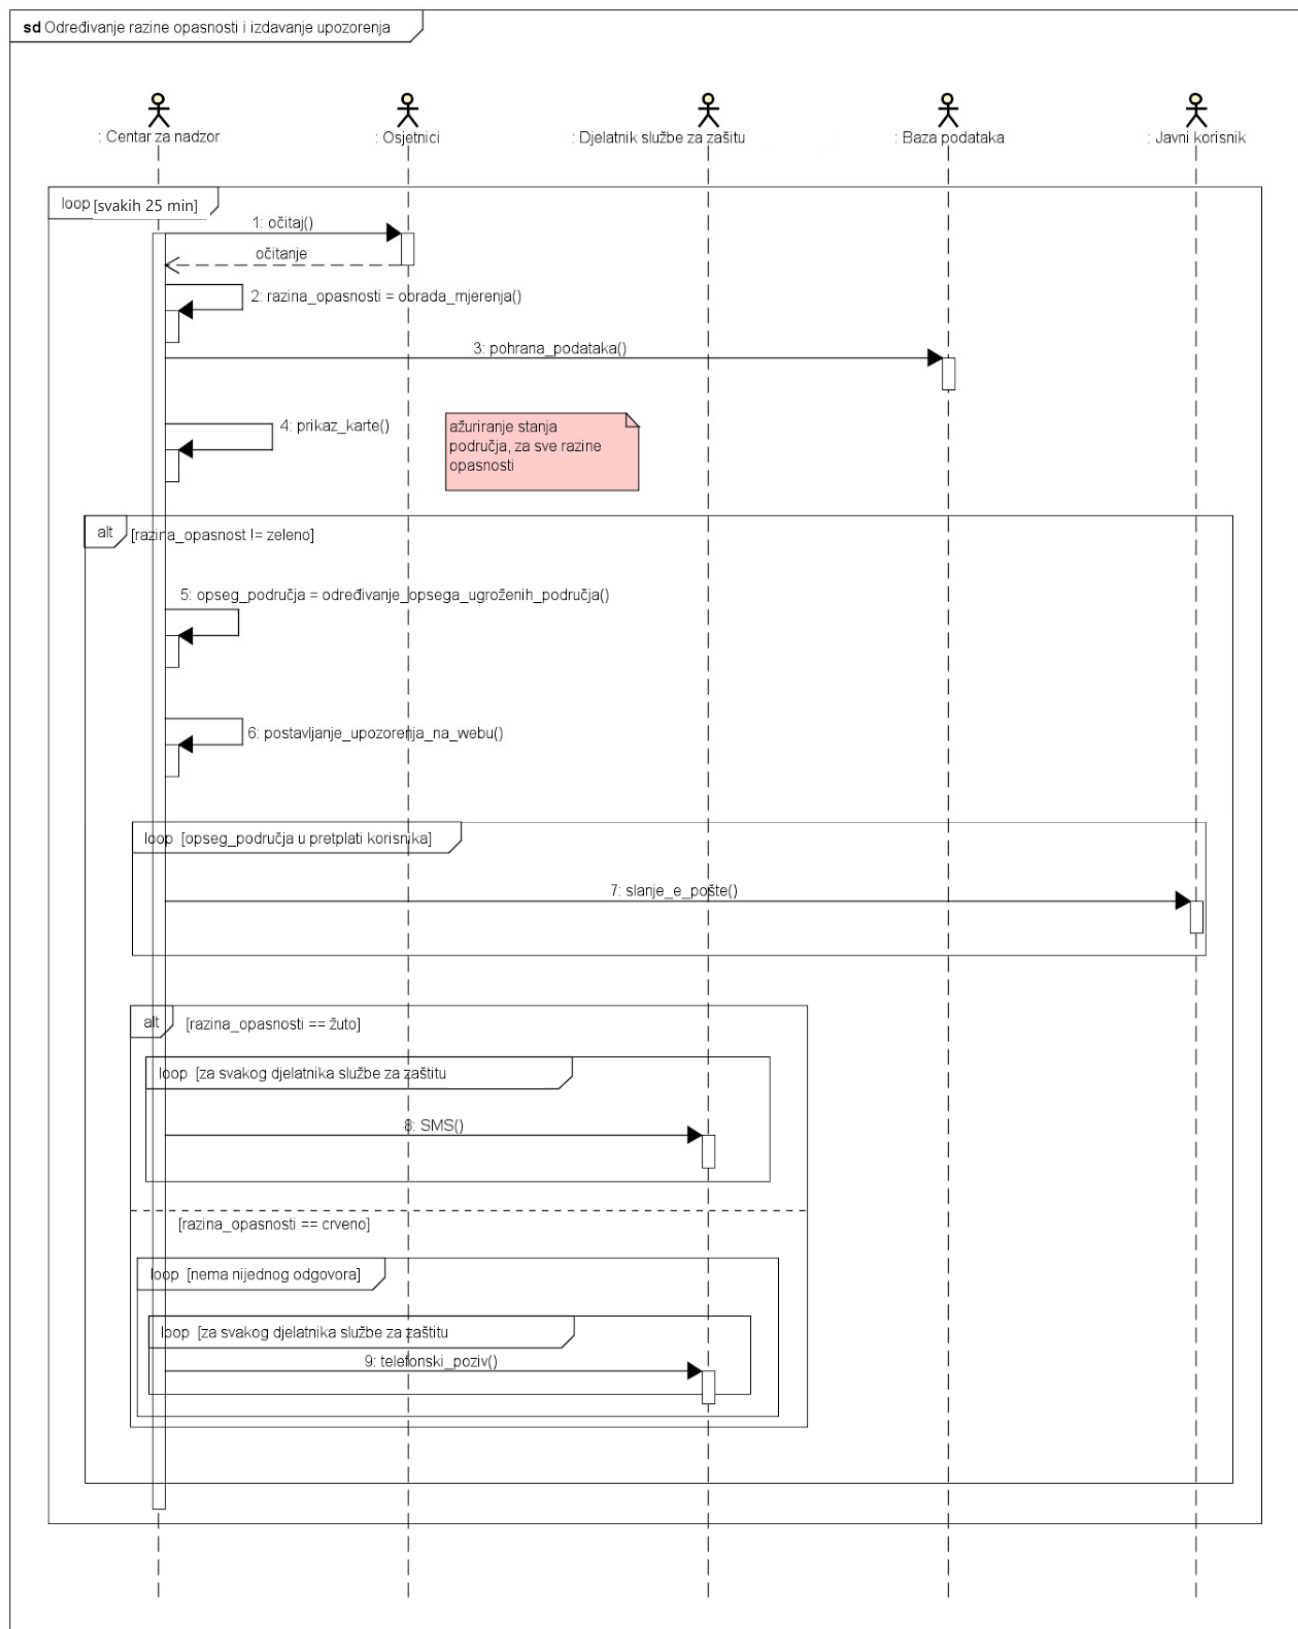 sd Određivanje razine opasnosti i izdavanje upozorenja
: Centar za nadzor
: Osjetnici
: Djelatnik službe za zašitu
: Baza podataka
: Javni korisnik
loop [svakih 25 min]
1: očitaj()
očitanje
2: razina_opasnosti = obrada_mjerenja()
3: pohrana_podataka()
4: prikaz_karte()
ažuriranje stanja
područja, za sve razine
opasnosti
alt [razina_opasnost != zeleno]
5: opseg_područja = određivanje_opsega_ugroženih_područja()
6: postavljanje_upozorenja_na_webu()
loop [opseg_područja u pretplati korisnika]
7: slanje_e_pošte()
alt [razina_opasnosti == žuto]
loop [za svakog djelatnika službe za zaštitu
8: SMS()
[razina_opasnosti == crveno]
loop [nema nijednog odgovora]
loop [za svakog djelatnika službe za zaštitu
9: telefonski_poziv()